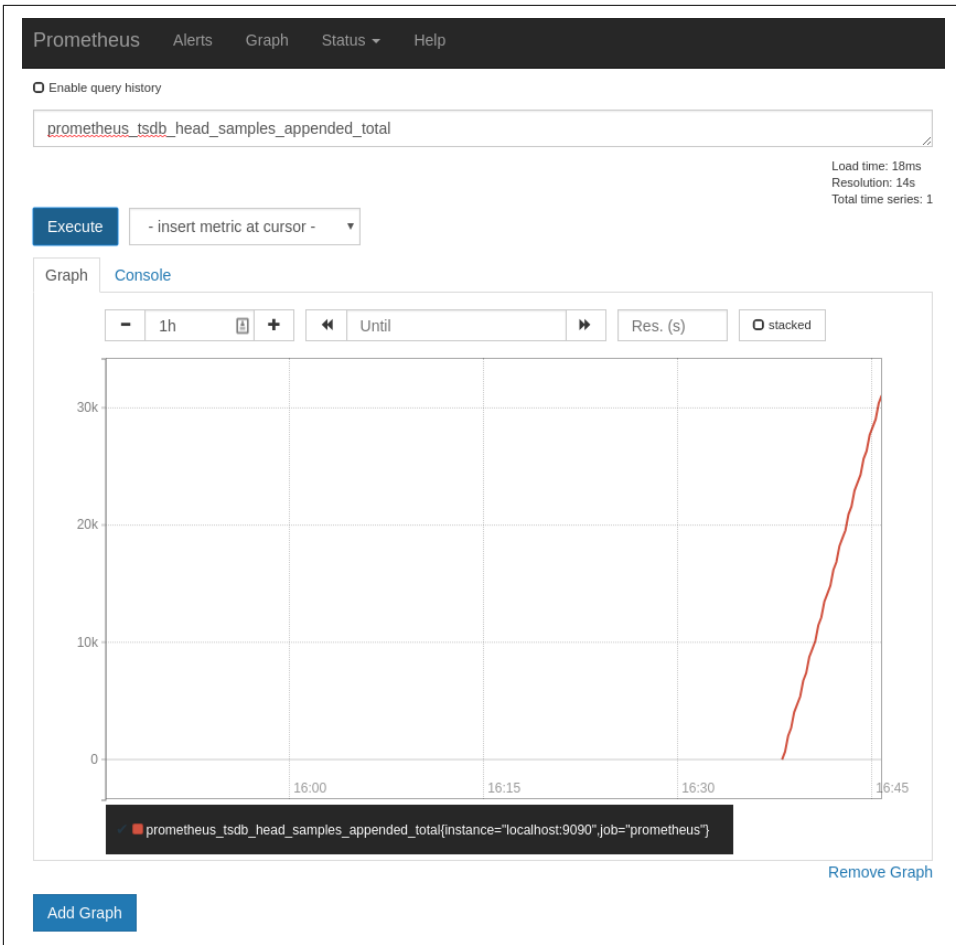 Prometheus Alerts Graph Status Help
Enable query history
prometheus_tsdb_head_samples_appended_total
Load time: 18ms
Resolution: 14s
Total time series: 1
Execute - insert metric at cursor -
Graph Console
1h Until Res. (s) stacked
30k
20k
10k
0
16:00 16:15 16:30 16:45
prometheus_tsdb_head_samples_appended_total{instance="localhost:9090",job="prometheus"}
Remove Graph
Add Graph